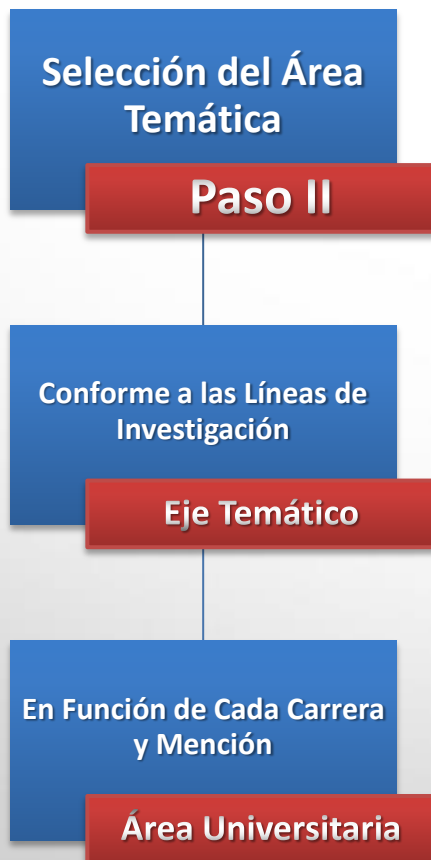 Selección del Área
Temática
Paso II
Conforme a las Líneas de
Investigación
Eje Temático
En Función de Cada Carrera
y Mención
Área Universitaria